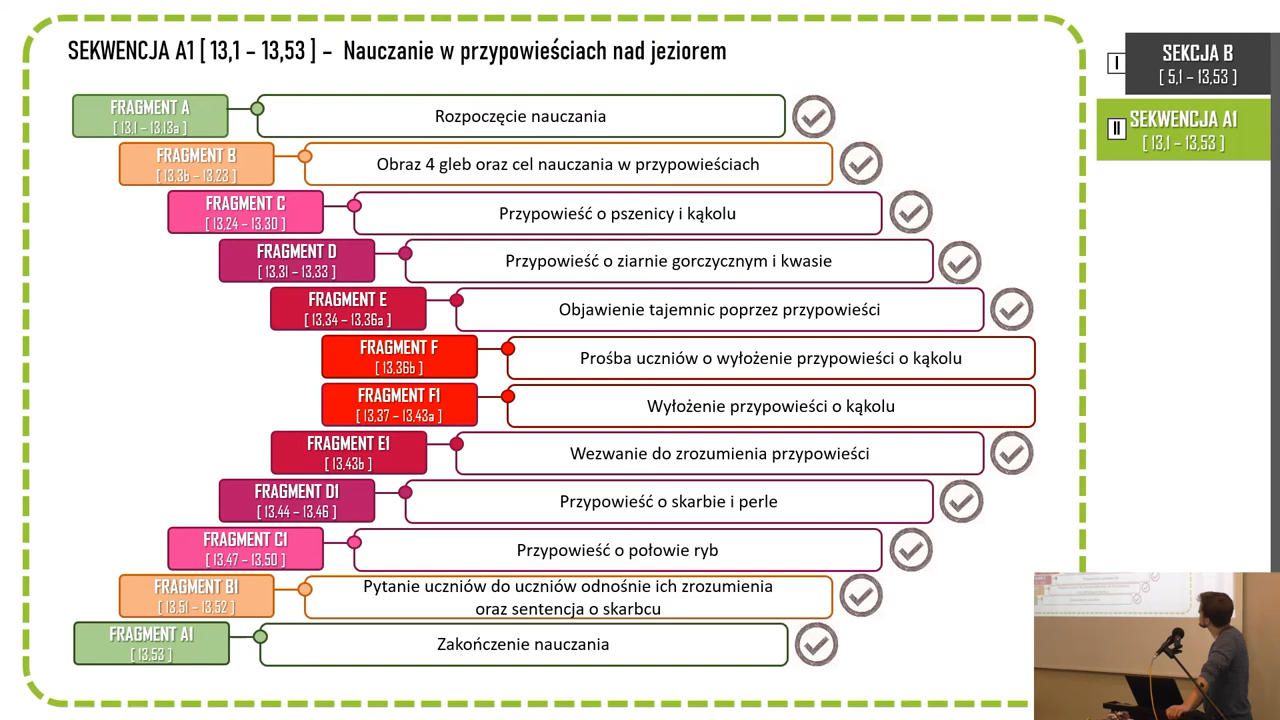 SEKWENCJA A1 [ 13,1 – 13,53 ] – Nauczanie w przypowieściach nad jeziorem
FRAGMENT A
[ 13.1 – 13.13a ]
Rozpoczęcie nauczania
FRAGMENT B
[ 13.3b – 13,23 ]
Obraz 4 gleb oraz cel nauczania w przypowieściach
FRAGMENT C
[ 13,24 – 13,30 ]
Przypowieść o pszenicy i kąkolu
FRAGMENT D
[ 13,31 – 13,33 ]
Przypowieść o ziarnie gorczycznym i kwasie
FRAGMENT E
[ 13,34 – 13,36a ]
Objawienie tajemnic poprzez przypowieści
FRAGMENT F
[ 13,36b ]
Prośba uczniów o wyłożenie przypowieści o kąkolu
FRAGMENT F1
[ 13,37 – 13,43a ]
Wyłożenie przypowieści o kąkolu
FRAGMENT E1
[ 13,43b ]
Wezwanie do zrozumienia przypowieści
FRAGMENT D1
[ 13,44 – 13,46 ]
Przypowieść o skarbie i perle
FRAGMENT C1
[ 13,47 – 13,50 ]
Przypowieść o połowie ryb
FRAGMENT B1
[ 13,51 – 13,52 ]
Pytanie uczniów do uczniów odnośnie ich zrozumienia
oraz sentencja o skarbcu
FRAGMENT A1
[ 13,53 ]
Zakończenie nauczania
I
SEKCJA B
[ 5,1 – 13,53 ]
II
SEKWENCJA A1
[ 13,1 – 13,53 ]